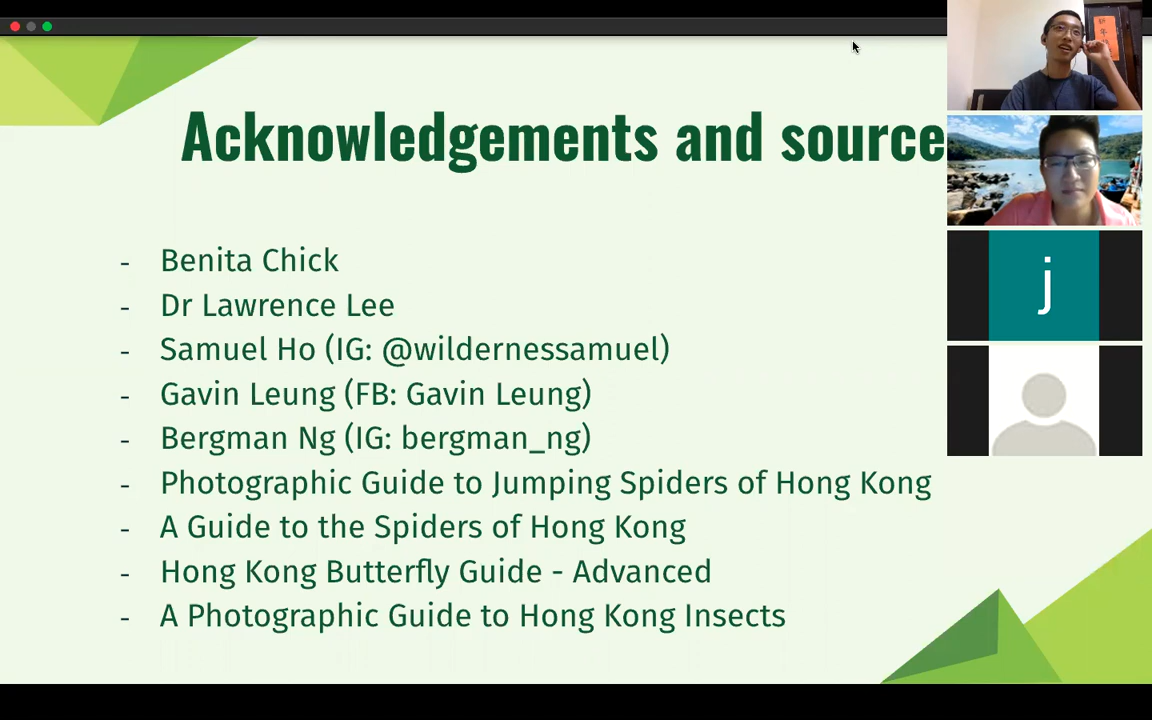 Acknowledgements and source
- Benita Chick
- Dr Lawrence Lee
- Samuel Ho (IG: @wildernessamuel)
- Gavin Leung (FB: Gavin Leung)
- Bergman Ng (IG: bergman_ng)
- Photographic Guide to Jumping Spiders of Hong Kong
- A Guide to the Spiders of Hong Kong
- Hong Kong Butterfly Guide - Advanced
- A Photographic Guide to Hong Kong Insects
j